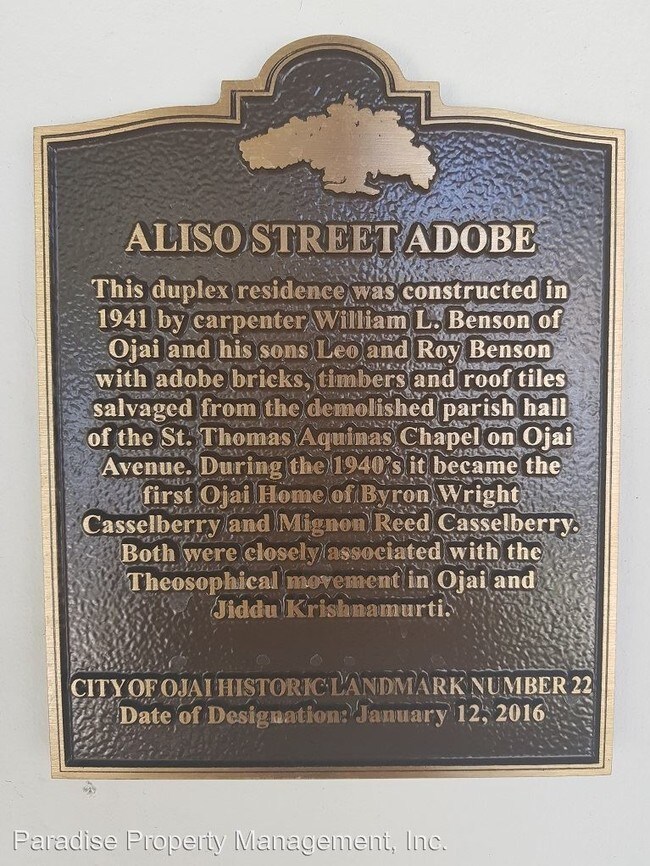 ALISO STREET ADOBE
This duplex residence was constructed in
1941 by carpenter William L. Benson of
Ojai and his sons Leo and Roy Benson
with adobe bricks, timbers and roof tiles
salvaged from the demolished parish hall
of the St. Thomas Aquinas Chapel on Ojai
Avenue. During the 1940's it became the
first Ojai Home of Byron Wright
Casselberry and Mignon Reed Casselberry.
Both were closely associated with the
Theosophical movement in Ojai and
Jiddu Krishnamurti.
CITY OF OJAI HISTORIC LANDMARK NUMBER 22
Date of Designation: January 12, 2016
Paradise Property Management, Inc.